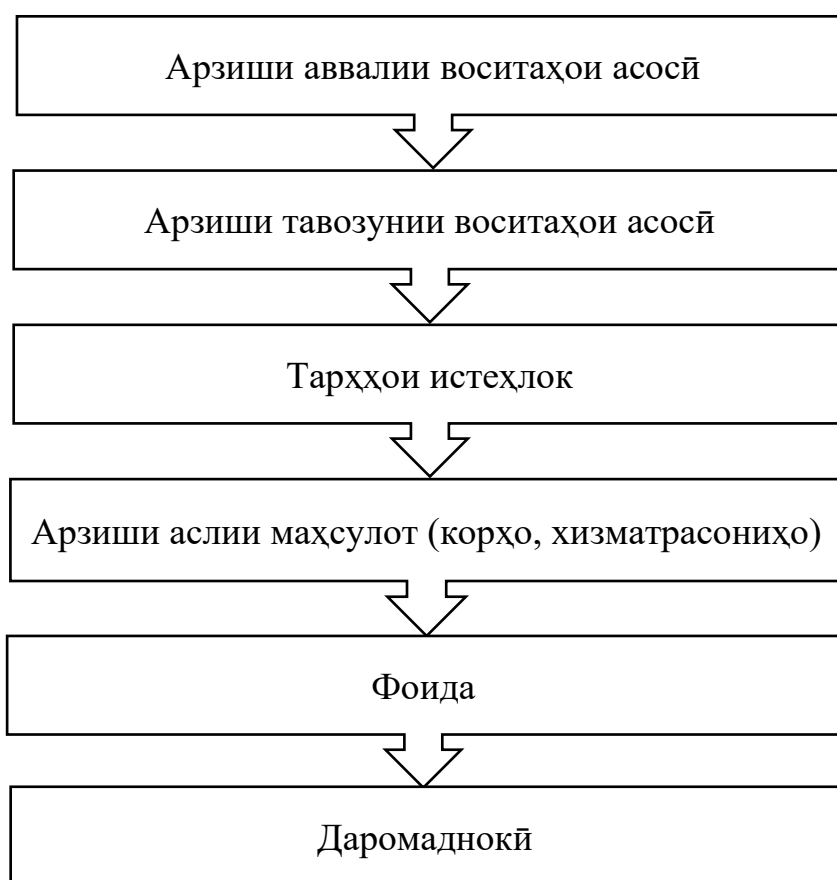 Арзиши аввалии воситаҳои асосӣ
Арзиши тавозунии воситаҳои асосӣ
Тарҳҳои истеҳлок
Арзиши аслии маҳсулот (корҳо, хизматрасониҳо)
Фоида
Даромаднокӣ